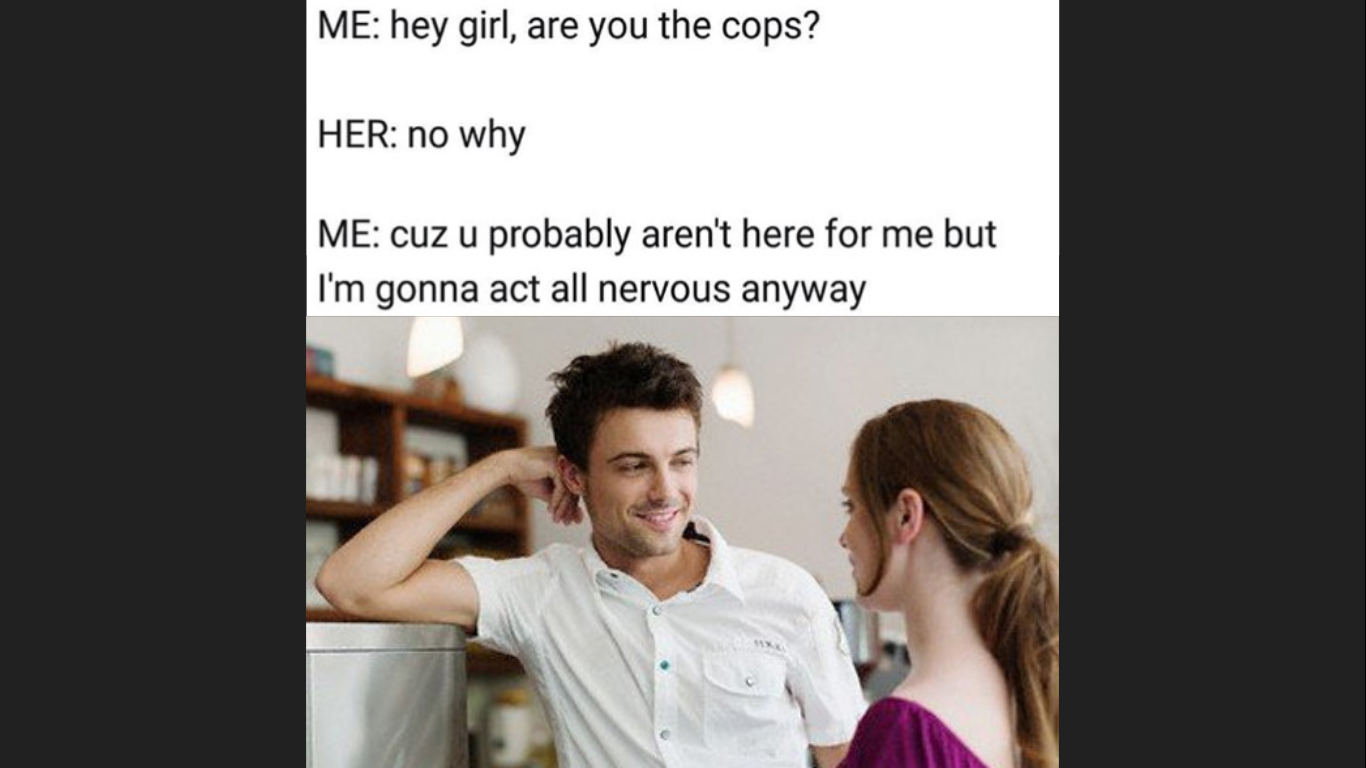 ME: hey girl, are you the cops?
HER: no why
ME: cuz u probably aren't here for me but
I'm gonna act all nervous anyway